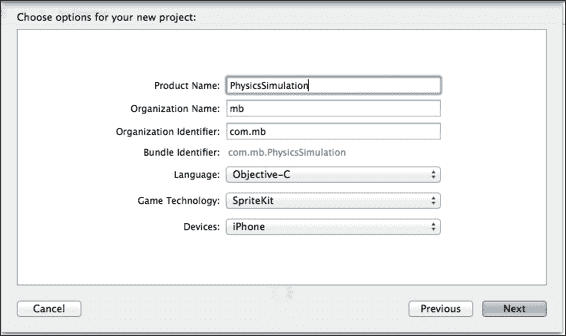 Choose options for your new project:
Product Name: PhysicsSimulation
Organization Name: mb
Organization Identifier: com.mb
Bundle Identifier: com.mb.PhysicsSimulation
Language: Objective-C
Game Technology: SpriteKit
Devices: iPhone
Cancel Previous Next